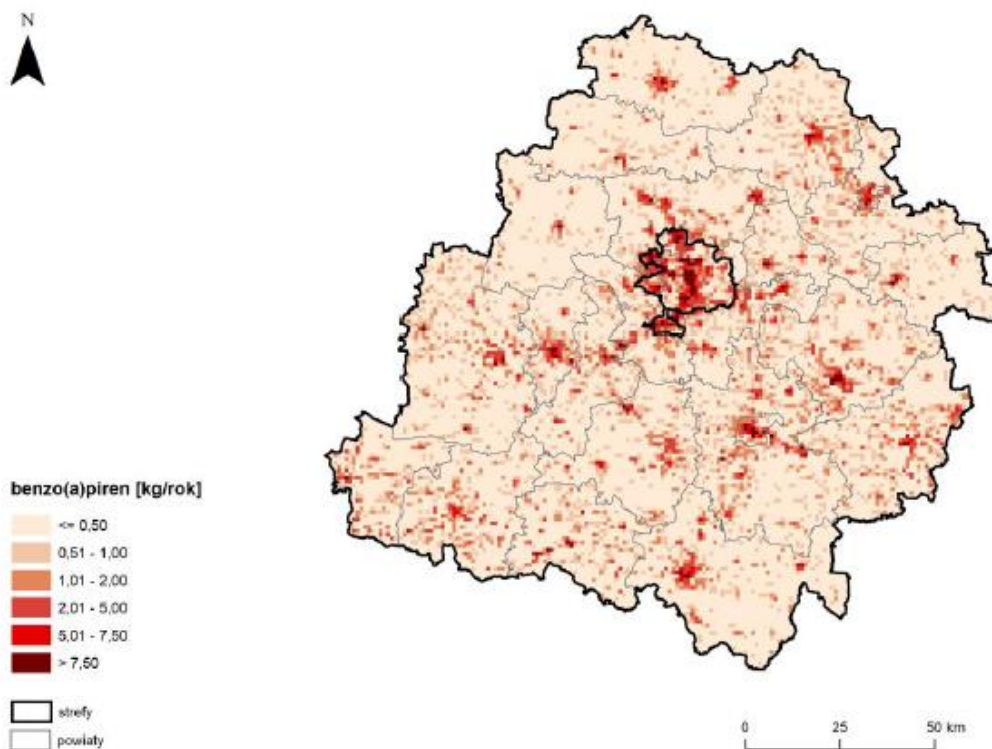 N
benzo(a)piren [kg/rok]
<= 0,50
0,51 - 1,00
1,01 - 2,00
2,01 - 5,00
5,01 - 7,50
> 7,50
strefy
powiaty
0 25 50 km